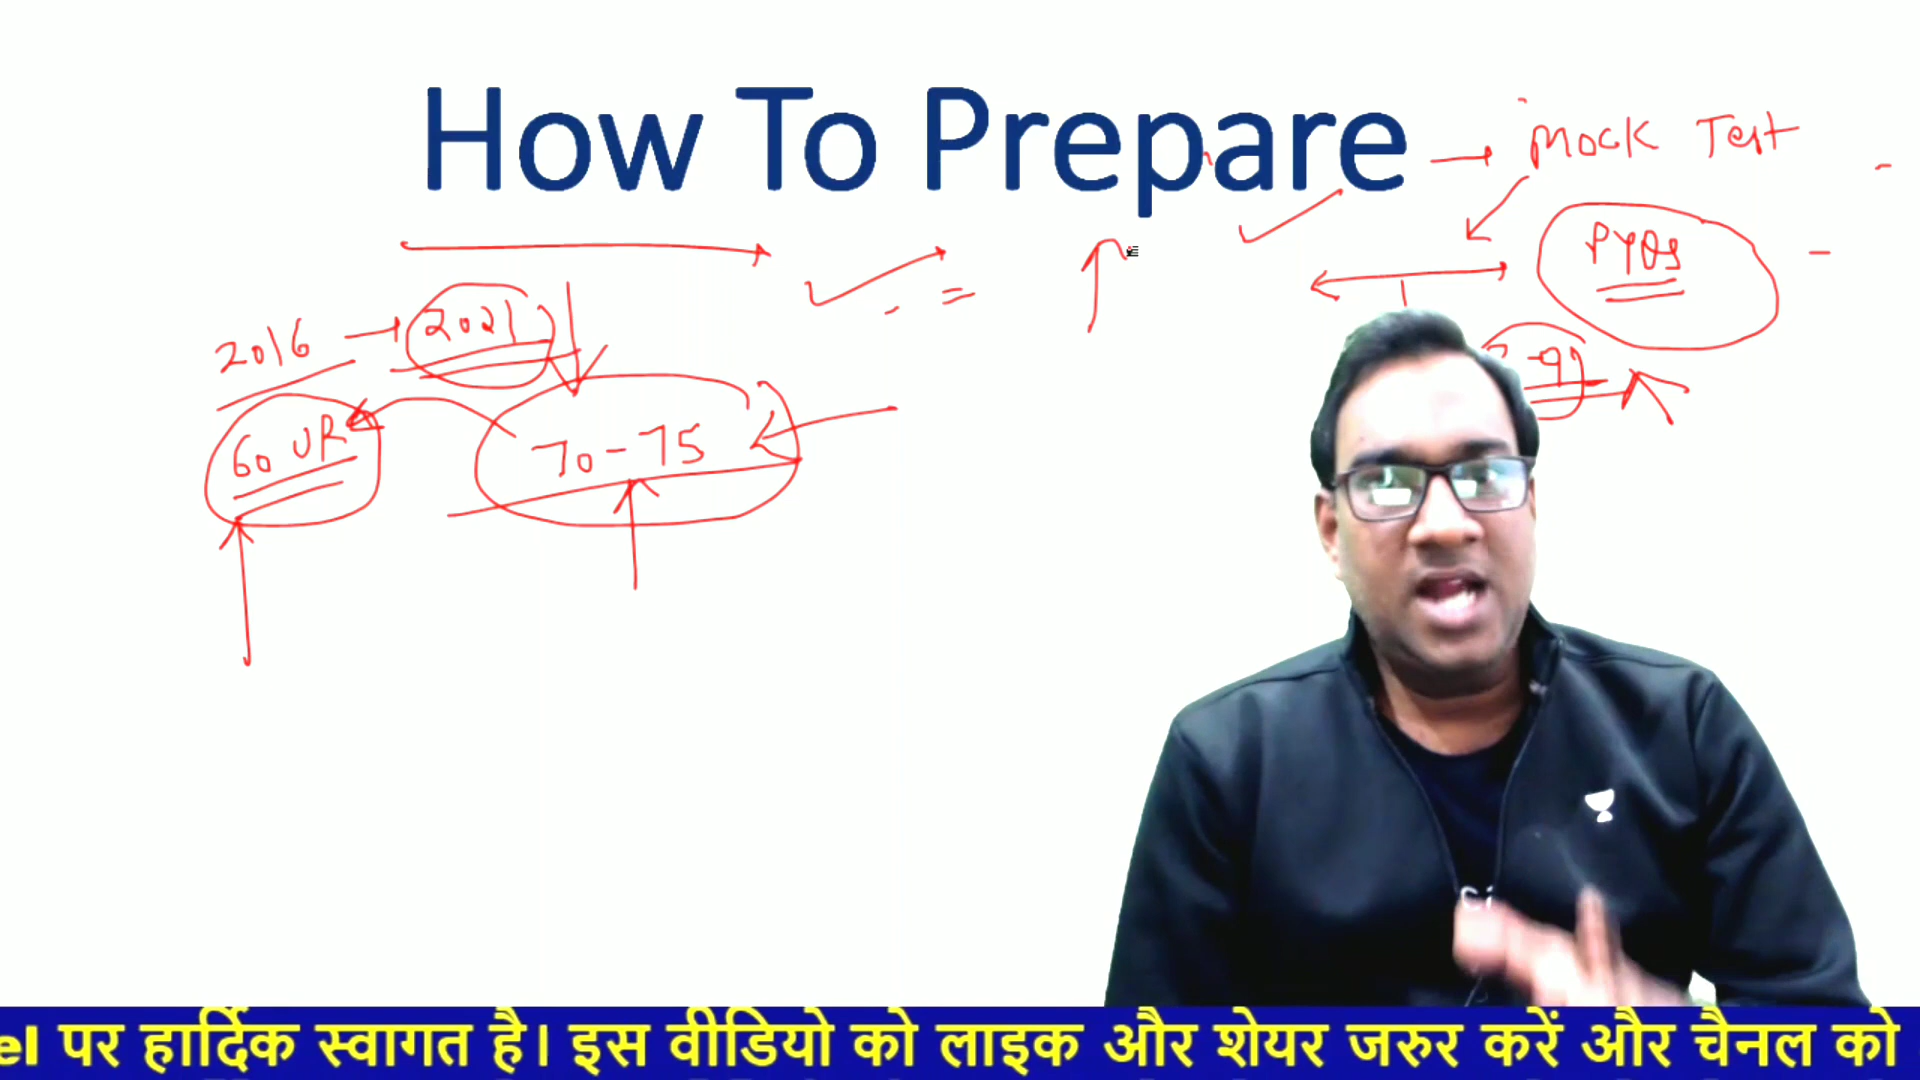 How To Prepare
Mock Test
PYQs
2016
2021
60 UR
70-75
el पर हार्दिक स्वागत है। इस वीडियो को लाइक और शेयर जरुर करें और चैनल को